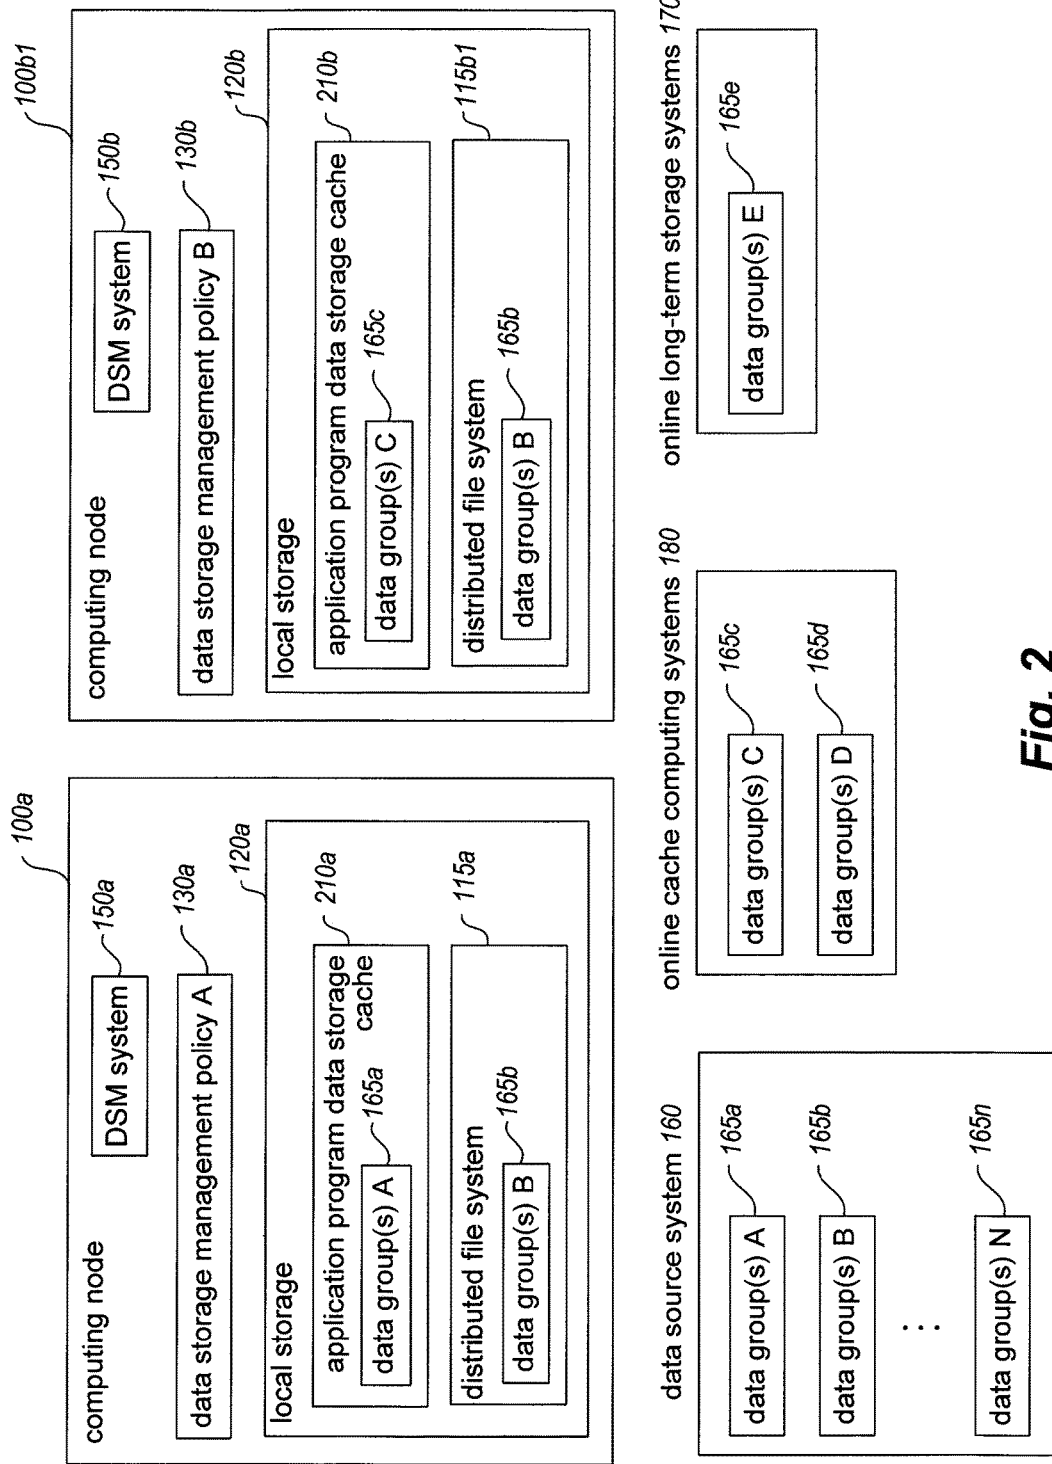 100a
computing node
DSM system
150a
data storage management policy A
130a
120a
local storage
application program data storage
cache
210a
data group(s) A
165a
distributed file system
115a
data group(s) B
165b
100b1
computing node
DSM system
150b
data storage management policy B
130b
120b
local storage
application program data storage cache
210b
data group(s) C
165c
distributed file system
115b1
data group(s) B
165b
data source system 160
data group(s) A
165a
data group(s) B
165b
...
data group(s) N
165n
online cache computing systems 180
data group(s) C
165c
data group(s) D
165d
online long-term storage systems 170
data group(s) E
165e
Fig. 2